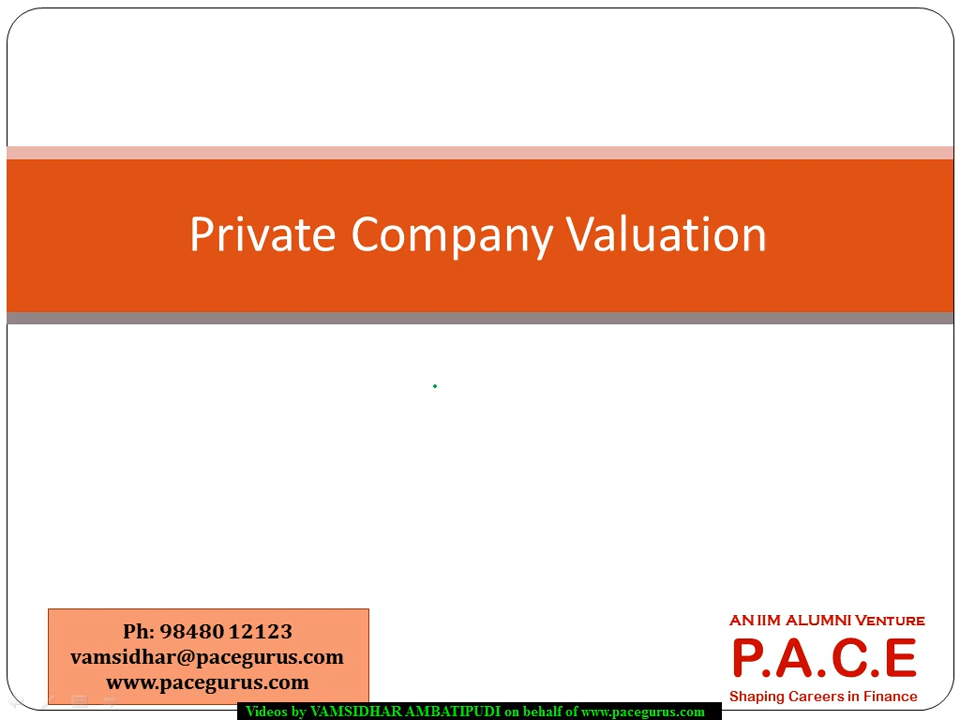 Private Company Valuation
Ph: 98480 12123
vamsidhar@pacegurus.com
www.pacegurus.com
AN IIM ALUMNI VENTURE
P.A.C.E
Shaping Careers in Finance
Videos by VAMSIDHAR AMBATIPUDI on behalf of www.pacegurus.com